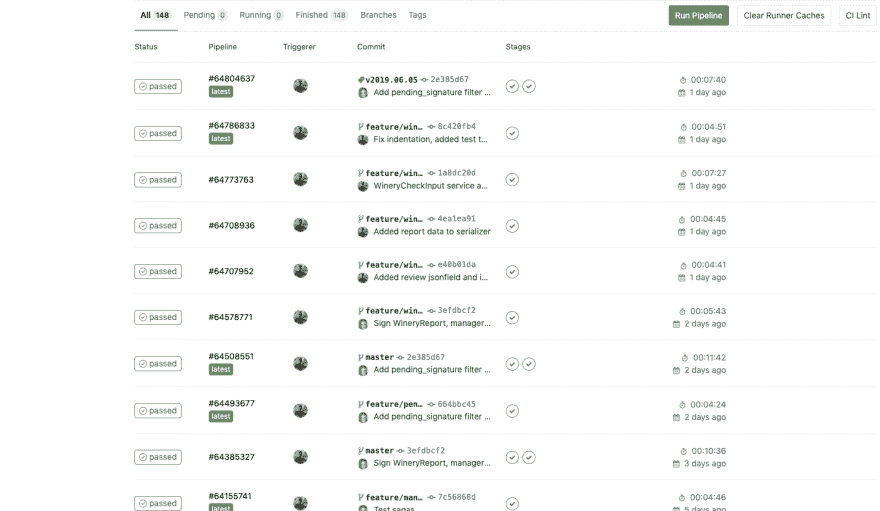 All 148 Pending 0 Running 0 Finished 148 Branches Tags Run Pipeline Clear Runner Caches CI Lint
Status Pipeline Triggerer Commit Stages
passed #64804637 latest v2019.06.05 2e385d67 00:07:40
Add pending_signature filter ... 1 day ago
passed #64786833 latest feature/win... 8c420fb4 00:04:51
Fix indentation, added test t... 1 day ago
passed #64773763 feature/win... 1a8dc20d 00:07:27
WineryCheckInput service a... 1 day ago
passed #64708936 feature/win... 4ea1ea91 00:04:45
Added report data to serializer 1 day ago
passed #64707952 feature/win... e40b01da 00:04:41
Added review jsonfield and i... 1 day ago
passed #64578771 feature/win... 3efdbcf2 00:05:43
Sign WineryReport, manager... 2 days ago
passed #64508551 latest master 2e385d67 00:11:42
Add pending_signature filter ... 2 days ago
passed #64493677 latest feature/pen... 664bbc45 00:04:24
Add pending_signature filter ... 2 days ago
passed #64385327 master 3efdbcf2 00:10:36
Sign WineryReport, manager... 3 days ago
passed #64155741 latest feature/man... 7c56868d 00:04:46
Test sagas 5 days ago